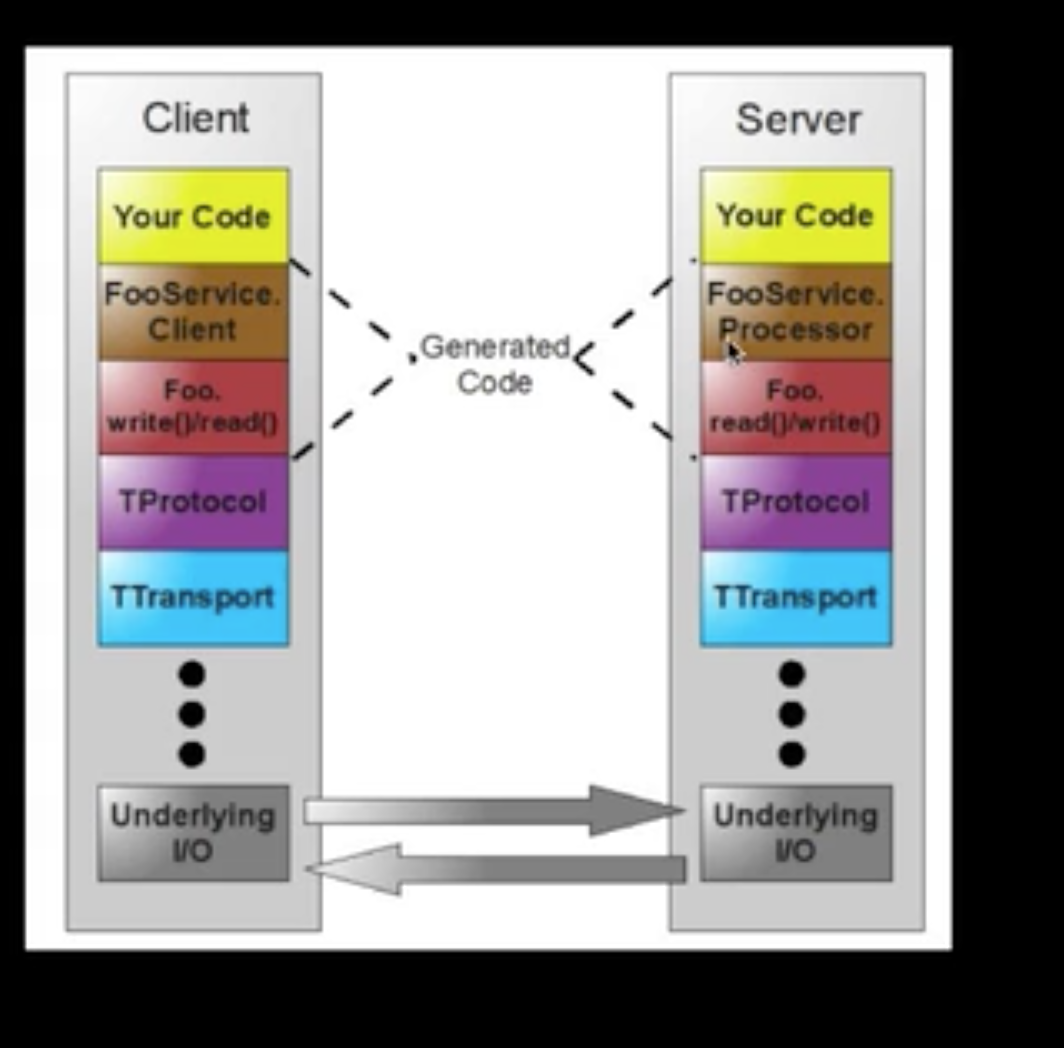 Client
Your Code
FooService.
Client
Foo.
write()/read()
TProtocol
TTransport
Underlying
I/O
Generated
Code
Server
Your Code
FooService.
Processor
Foo.
read()/write()
TProtocol
TTransport
Underlying
I/O